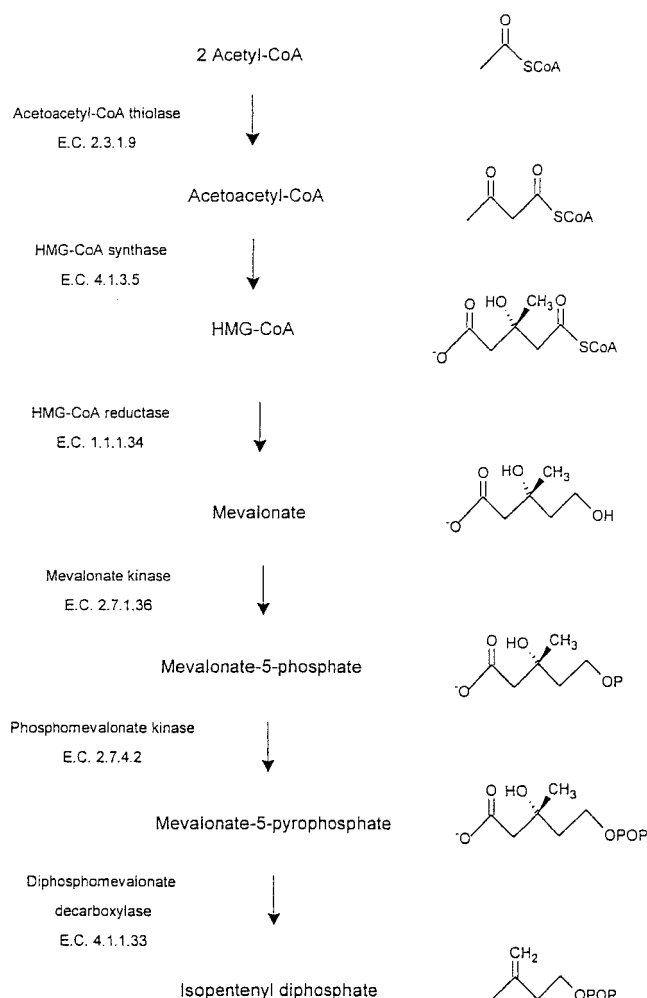 2 Acetyl-CoA
O
SCoA
Acetoacetyl-CoA thiolase
E.C. 2.3.1.9
Acetoacetyl-CoA
O O
SCoA
HMG-CoA synthase
E.C. 4.1.3.5
HMG-CoA
O HO CH3 O
-O SCoA
HMG-CoA reductase
E.C. 1.1.1.34
Mevalonate
O HO CH3
-O OH
Mevalonate kinase
E.C. 2.7.1.36
Mevalonate-5-phosphate
O HO CH3
-O OP
Phosphomevalonate kinase
E.C. 2.7.4.2
Mevalonate-5-pyrophosphate
O HO CH3
-O OPOP
Diphosphomevalonate
decarboxylase
E.C. 4.1.1.33
Isopentenyl diphosphate
CH2
OPOP